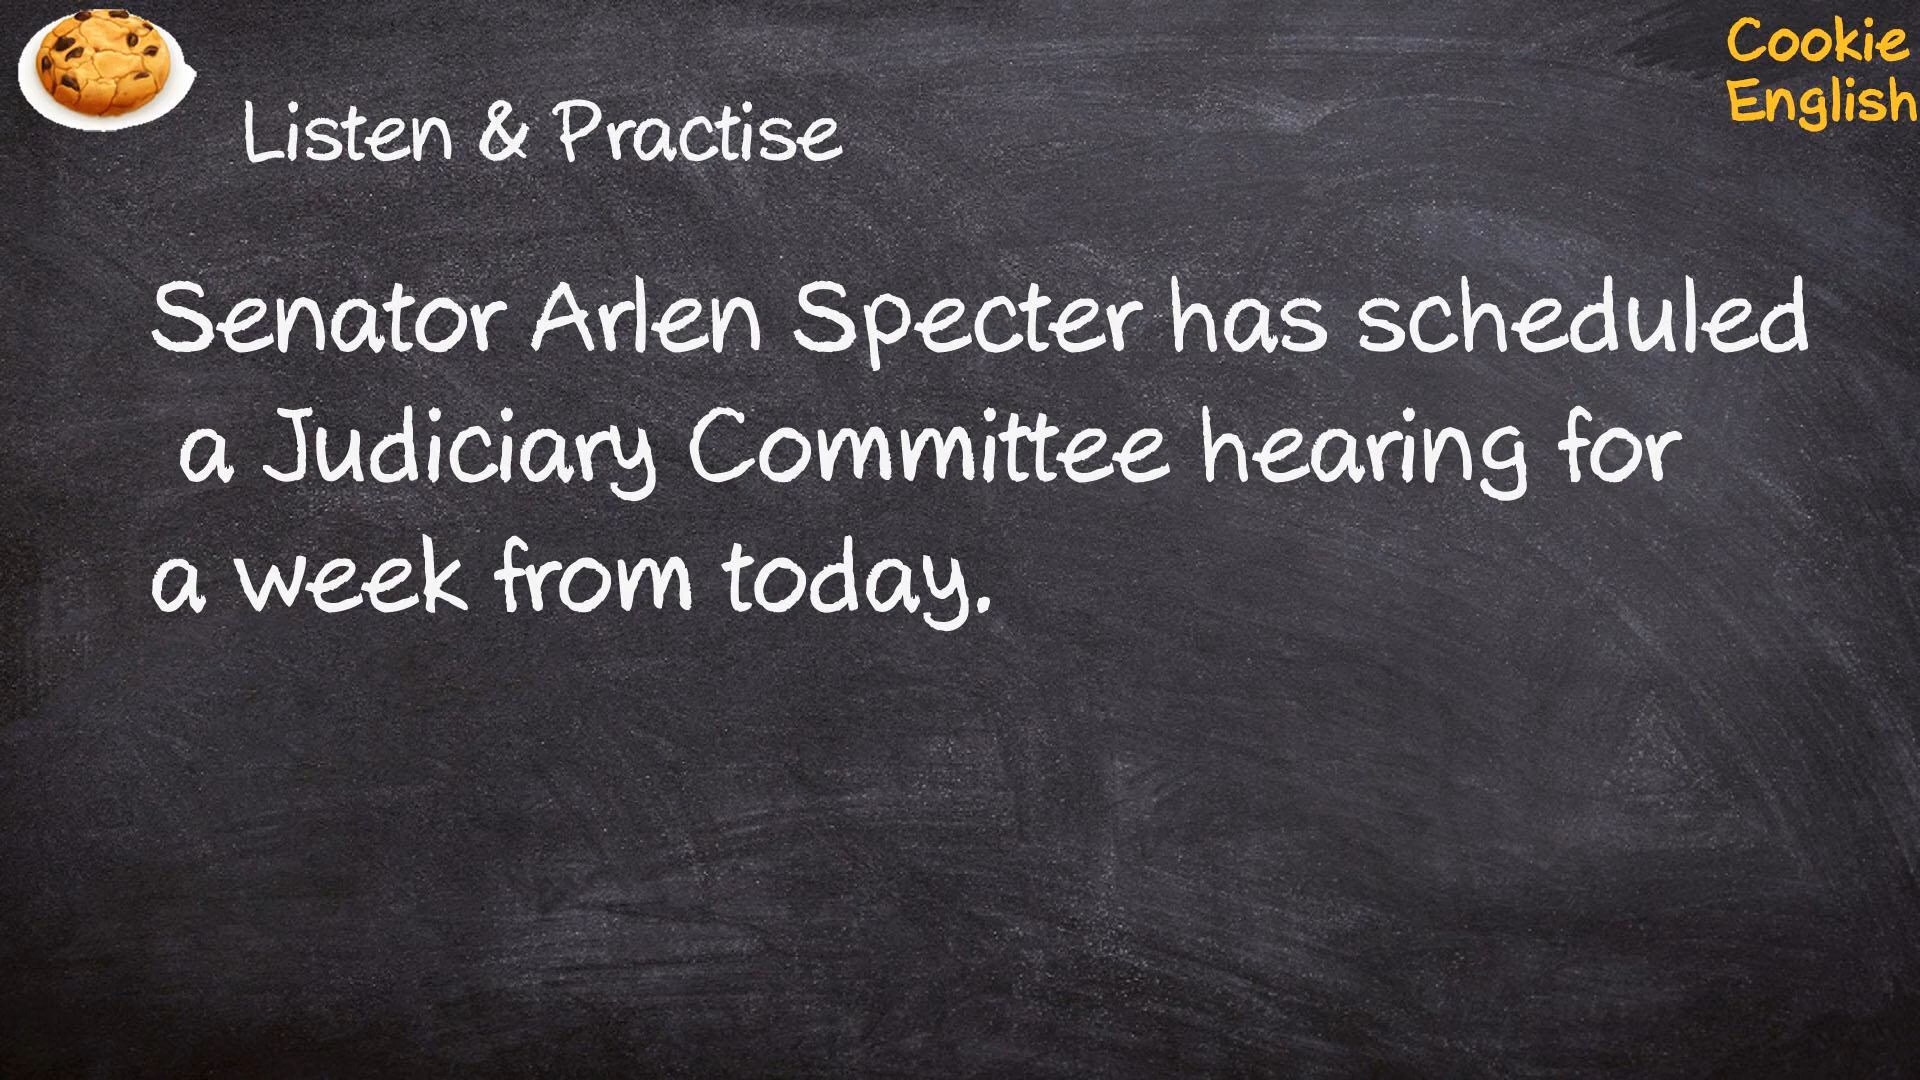 Cookie
English
Listen & Practise
Senator Arlen Specter has scheduled
a Judiciary Committee hearing for
a week from today.